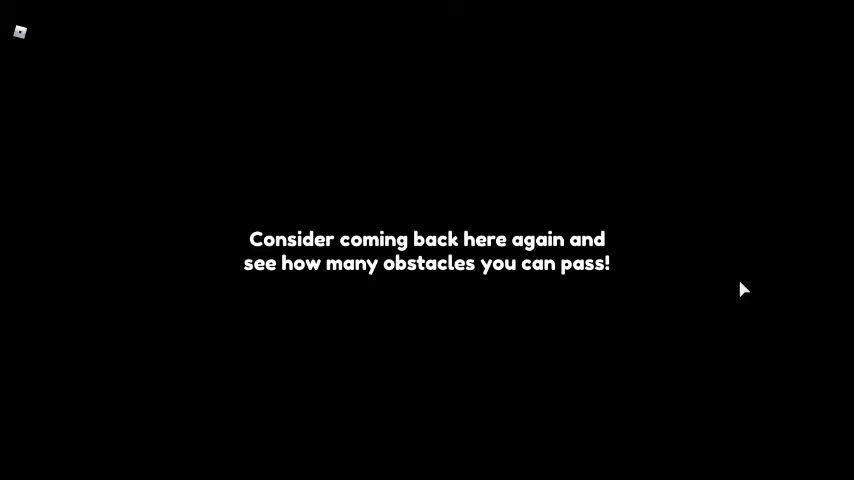 Consider coming back here again and
see how many obstacles you can pass!